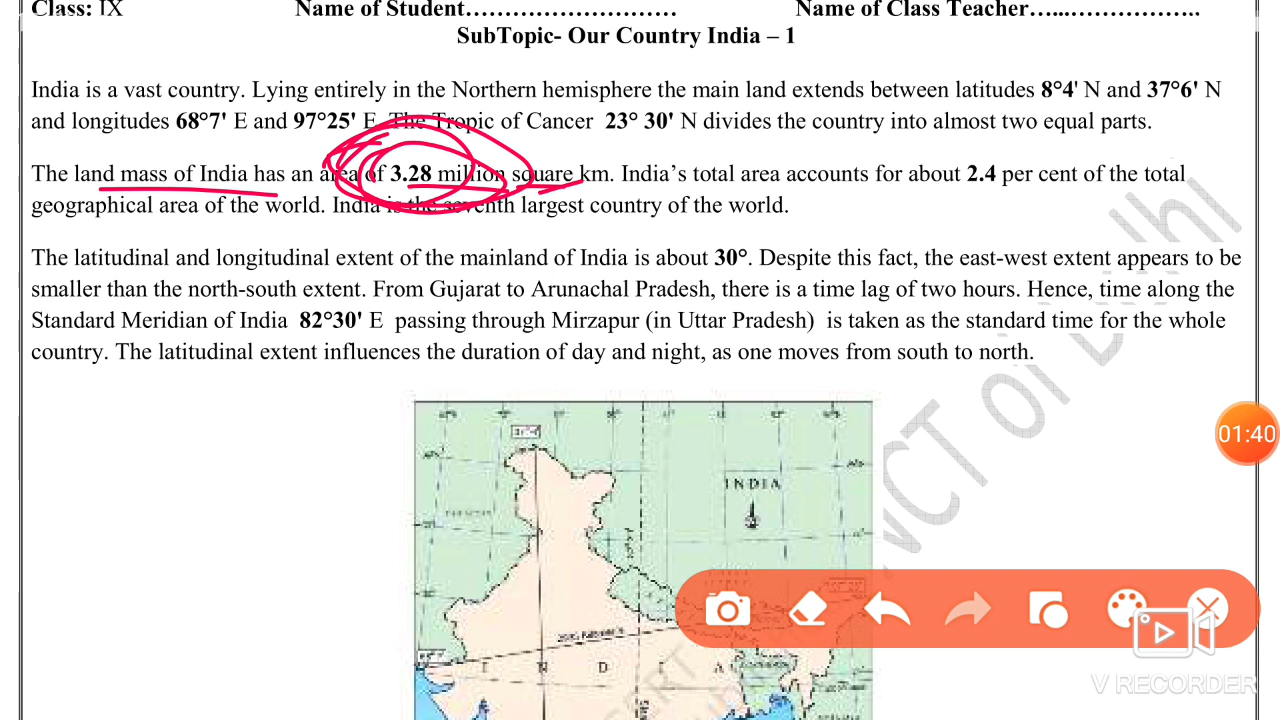 Class: IX Name of Student……………………… Name of Class Teacher…...……………..
SubTopic- Our Country India – 1
India is a vast country. Lying entirely in the Northern hemisphere the main land extends between latitudes 8°4' N and 37°6' N
and longitudes 68°7' E and 97°25' E. The Tropic of Cancer 23° 30' N divides the country into almost two equal parts.
The land mass of India has an area of 3.28 million square km. India's total area accounts for about 2.4 per cent of the total
geographical area of the world. India is the seventh largest country of the world.
The latitudinal and longitudinal extent of the mainland of India is about 30°. Despite this fact, the east-west extent appears to be
smaller than the north-south extent. From Gujarat to Arunachal Pradesh, there is a time lag of two hours. Hence, time along the
Standard Meridian of India 82°30' E passing through Mirzapur (in Uttar Pradesh) is taken as the standard time for the whole
country. The latitudinal extent influences the duration of day and night, as one moves from south to north.
INDIA
I N D I A
NCT of Delhi
01:40
V RECORDER